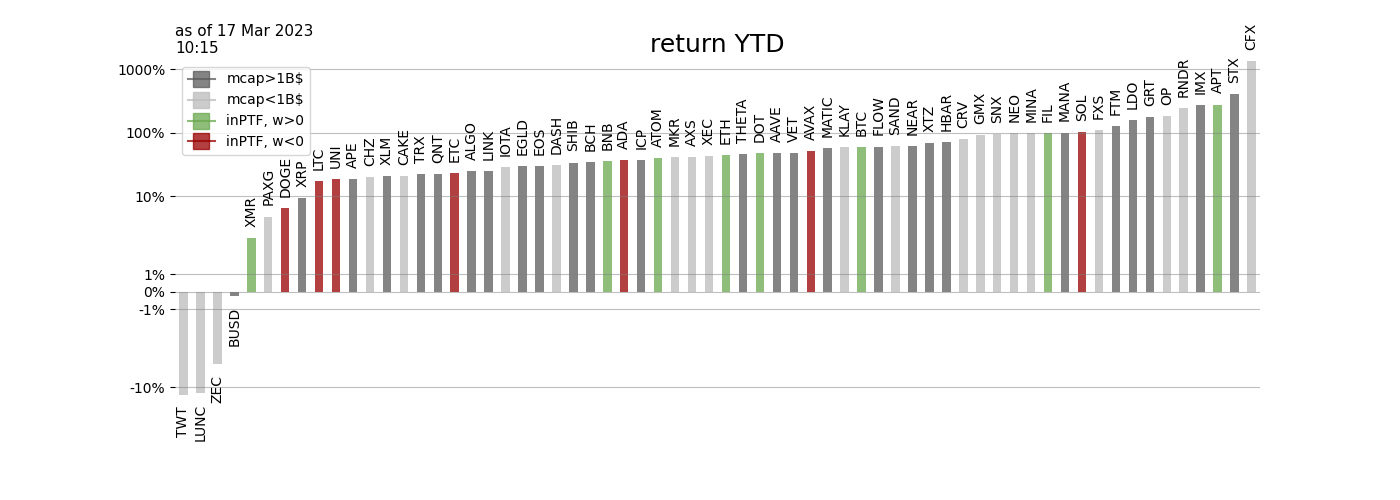 as of 17 Mar 2023
10:15
return YTD
1000%
100%
10%
1%
0%
-1%
-10%
mcap>1B$
mcap<1B$
inPTF, w>0
inPTF, w<0
TWT
LUNC
ZEC
BUSD
XMR
PAXG
DOGE
XRP
LTC
UNI
APE
CHZ
XLM
CAKE
TRX
QNT
ETC
ALGO
LINK
IOTA
EGLD
EOS
DASH
SHIB
BCH
BNB
ADA
ICP
ATOM
MKR
AXS
XEC
ETH
THETA
DOT
AAVE
VET
AVAX
MATIC
KLAY
BTC
FLOW
SAND
NEAR
XTZ
HBAR
CRV
GMX
SNX
NEO
MINA
FIL
MANA
SOL
FXS
FTM
LDO
GRT
OP
RNDR
IMX
APT
STX
CFX